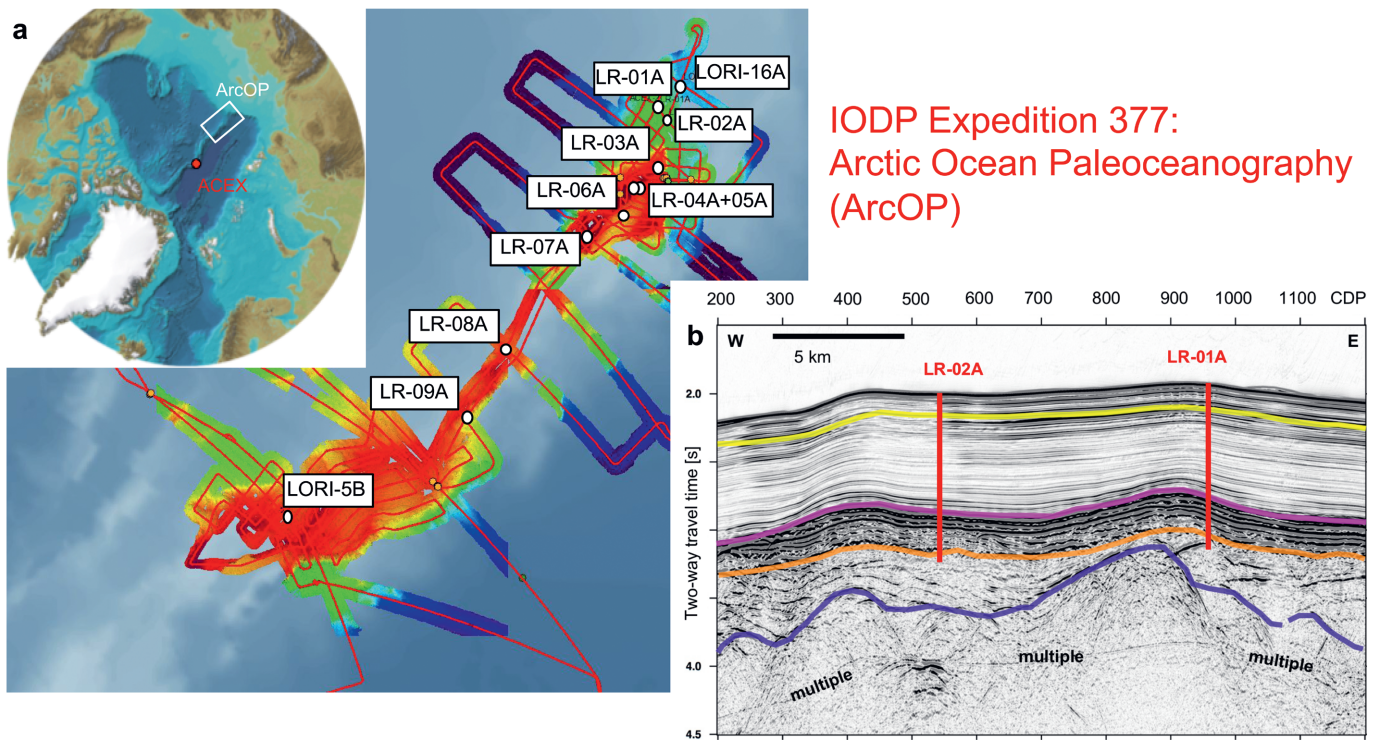 a
ArcOP
ACEX
LR-01A
LORI-16A
LR-02A
LR-03A
LR-06A
LR-04A+05A
LR-07A
LR-08A
LR-09A
LORI-5B
IODP Expedition 377:
Arctic Ocean Paleoceanography
(ArcOP)
200 300 400 500 600 700 800 900 1000 1100 CDP
b W E
5 km
LR-02A
LR-01A
2.0
Two-way travel time [s]
multiple
multiple
multiple
4.0
4.5